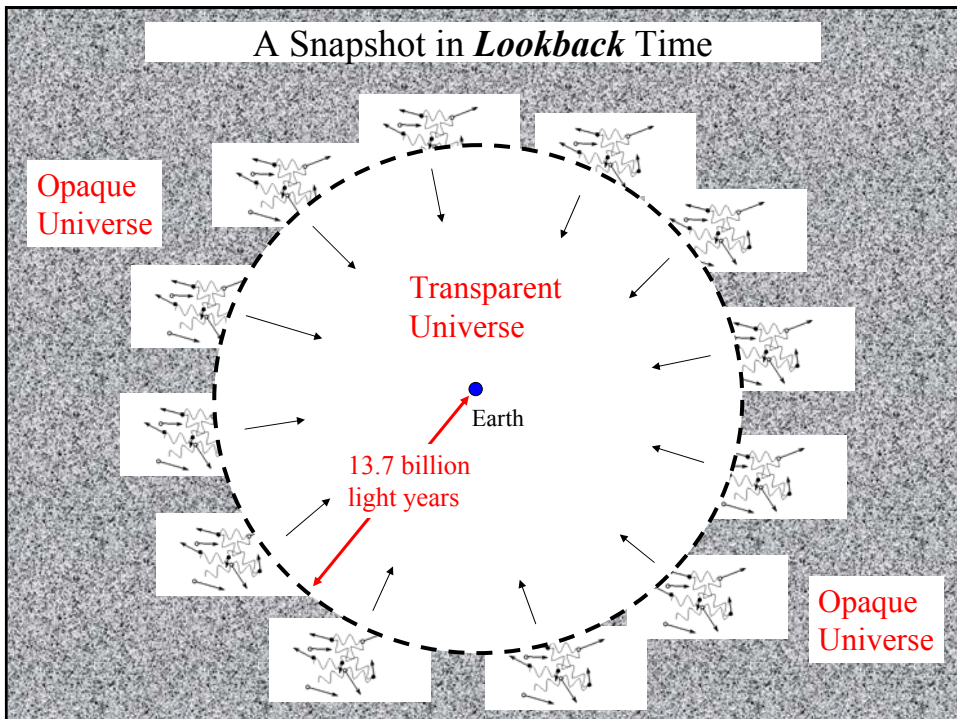 A Snapshot in Lookback Time
Opaque
Universe
Transparent
Universe
Earth
13.7 billion
light years
Opaque
Universe